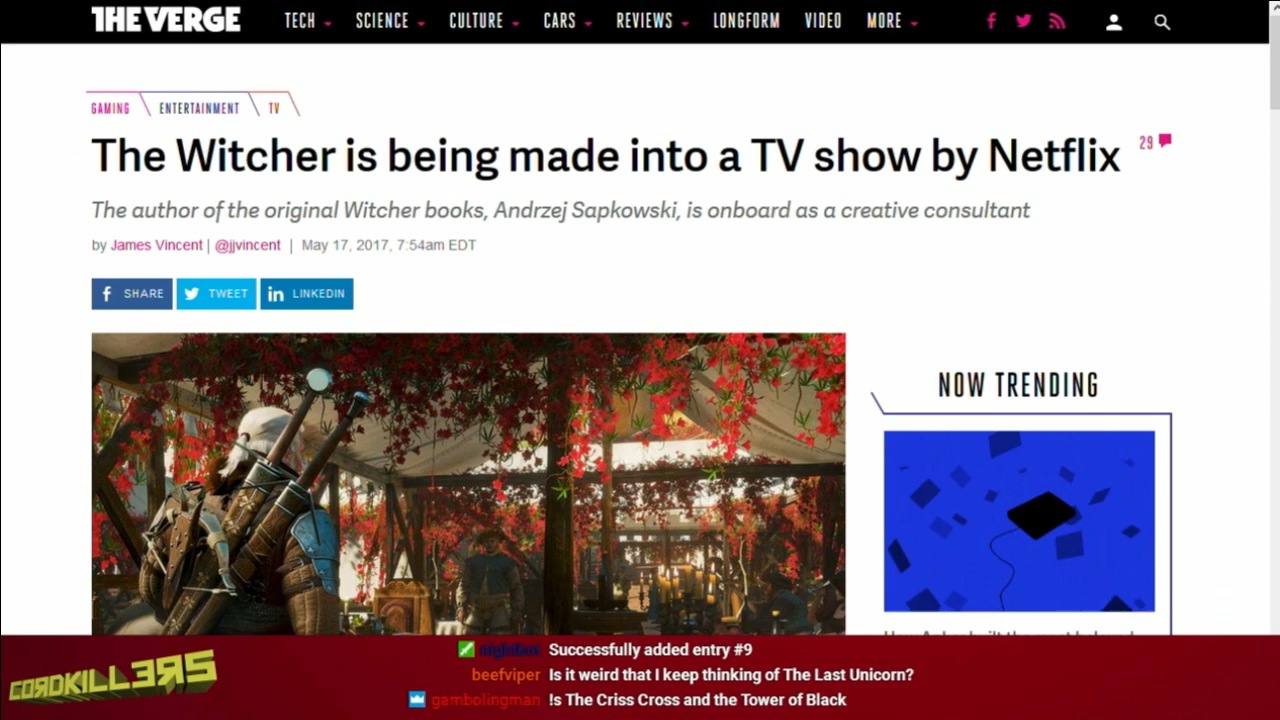 THE VERGE TECH SCIENCE CULTURE CARS REVIEWS LONGFORM VIDEO MORE
GAMING ENTERTAINMENT TV
The Witcher is being made into a TV show by Netflix 29
The author of the original Witcher books, Andrzej Sapkowski, is onboard as a creative consultant
by James Vincent | @jjvincent | May 17, 2017, 7:54am EDT
SHARE TWEET LINKEDIN
NOW TRENDING
CORDKILLERS
nightbot Successfully added entry #9
beefviper Is it weird that I keep thinking of The Last Unicorn?
gambolingman !s The Criss Cross and the Tower of Black